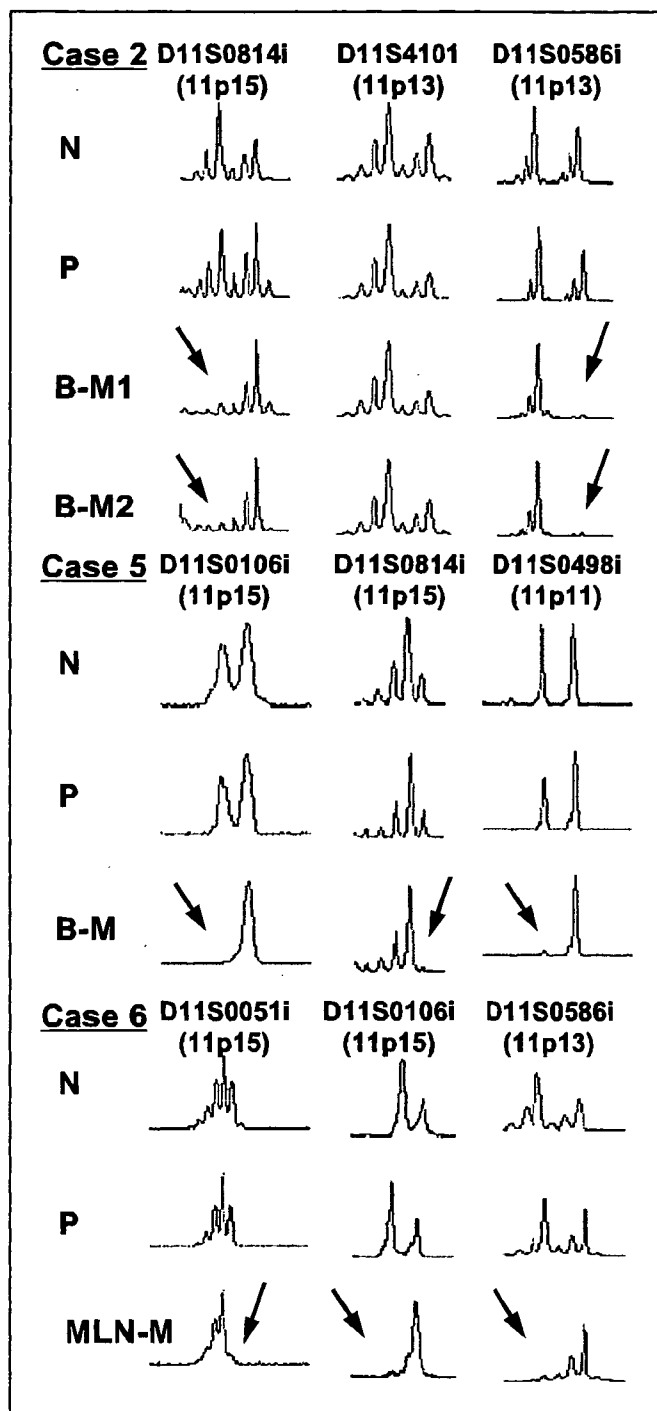 Case 2 D11S0814i D11S4101 D11S0586i
(11p15) (11p13) (11p13)
N
P
B-M1
B-M2
Case 5 D11S0106i D11S0814i D11S0498i
(11p15) (11p15) (11p11)
N
P
B-M
Case 6 D11S0051i D11S0106i D11S0586i
(11p15) (11p15) (11p13)
N
P
MLN-M